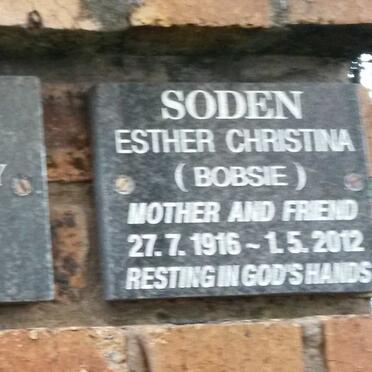 SODEN
ESTHER CHRISTINA
( BOBSIE )
MOTHER AND FRIEND
27. 7. 1916 ~ 1. 5. 2012
RESTING IN GOD'S HANDS